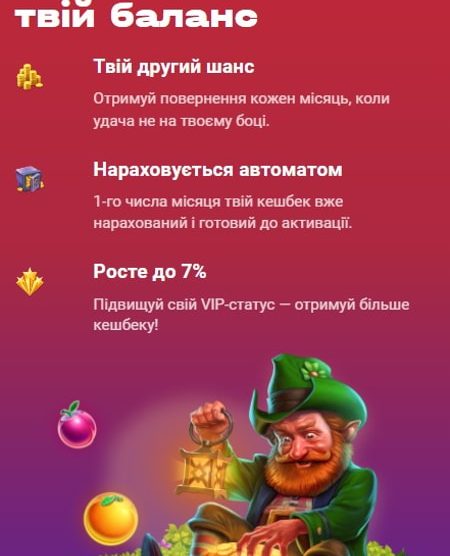 твій баланс
Твій другий шанс
Отримуй повернення кожен місяць, коли
удача не на твоєму боці.
Нараховується автоматом
1-го числа місяця твій кешбек вже
нарахований і готовий до активації.
Росте до 7%
Підвищуй свій VIP-статус — отримуй більше
кешбеку!